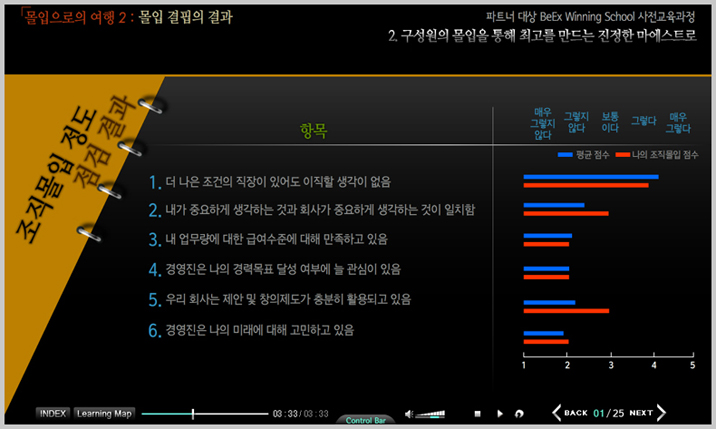 「몰입으로의 여행 2 : 몰입 결핍의 결과
파트너 대상 BeEx Winning School 사전교육과정
2. 구성원의 몰입을 통해 최고를 만드는 진정한 마에스트로
조직몰입 정도
점검 결과
항목
매우 그렇지 않다
그렇지 않다
보통 이다
그렇다
매우 그렇다
평균 점수
나의 조직몰입 점수
1. 더 나은 조건의 직장이 있어도 이직할 생각이 없음
2. 내가 중요하게 생각하는 것과 회사가 중요하게 생각하는 것이 일치함
3. 내 업무량에 대한 급여수준에 대해 만족하고 있음
4. 경영진은 나의 경력목표 달성 여부에 늘 관심이 있음
5. 우리 회사는 제안 및 창의제도가 충분히 활용되고 있음
6. 경영진은 나의 미래에 대해 고민하고 있음
1 2 3 4 5
INDEX
Learning Map
03 : 33 / 03 : 33
Control Bar
BACK 01 / 25 NEXT